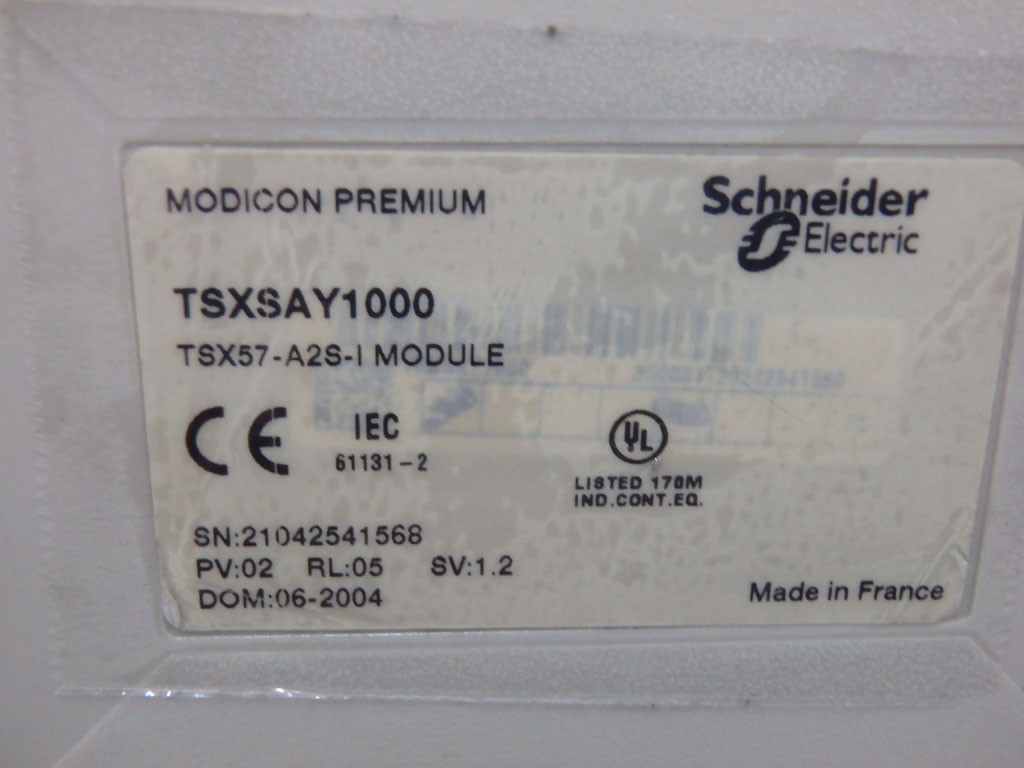 MODICON PREMIUM
Schneider
Electric
TSXSAY1000
TSX57-A2S-I MODULE
CE
IEC
61131-2
UL
LISTED 178M
IND.CONT.EQ.
SN:21042541568
PV:02 RL:05 SV:1.2
DOM:06-2004
Made in France